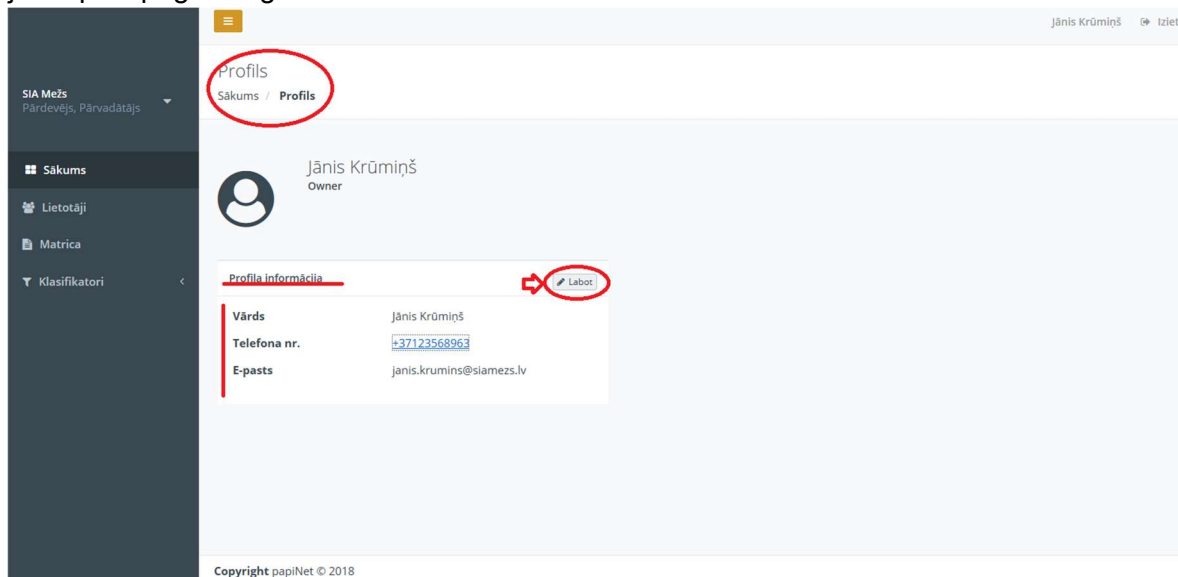 Jānis Krūmiņš Iziet
Profils
Sākums / Profils
SIA Mežs
Pārdevējs, Pārvadātājs
Sākums
Lietotāji
Matrica
Klasifikatori
Jānis Krūmiņš
Owner
Profila informācija Labot
Vārds Jānis Krūmiņš
Telefona nr. +37123568963
E-pasts janis.krumins@siamezs.lv
Copyright papiNet © 2018